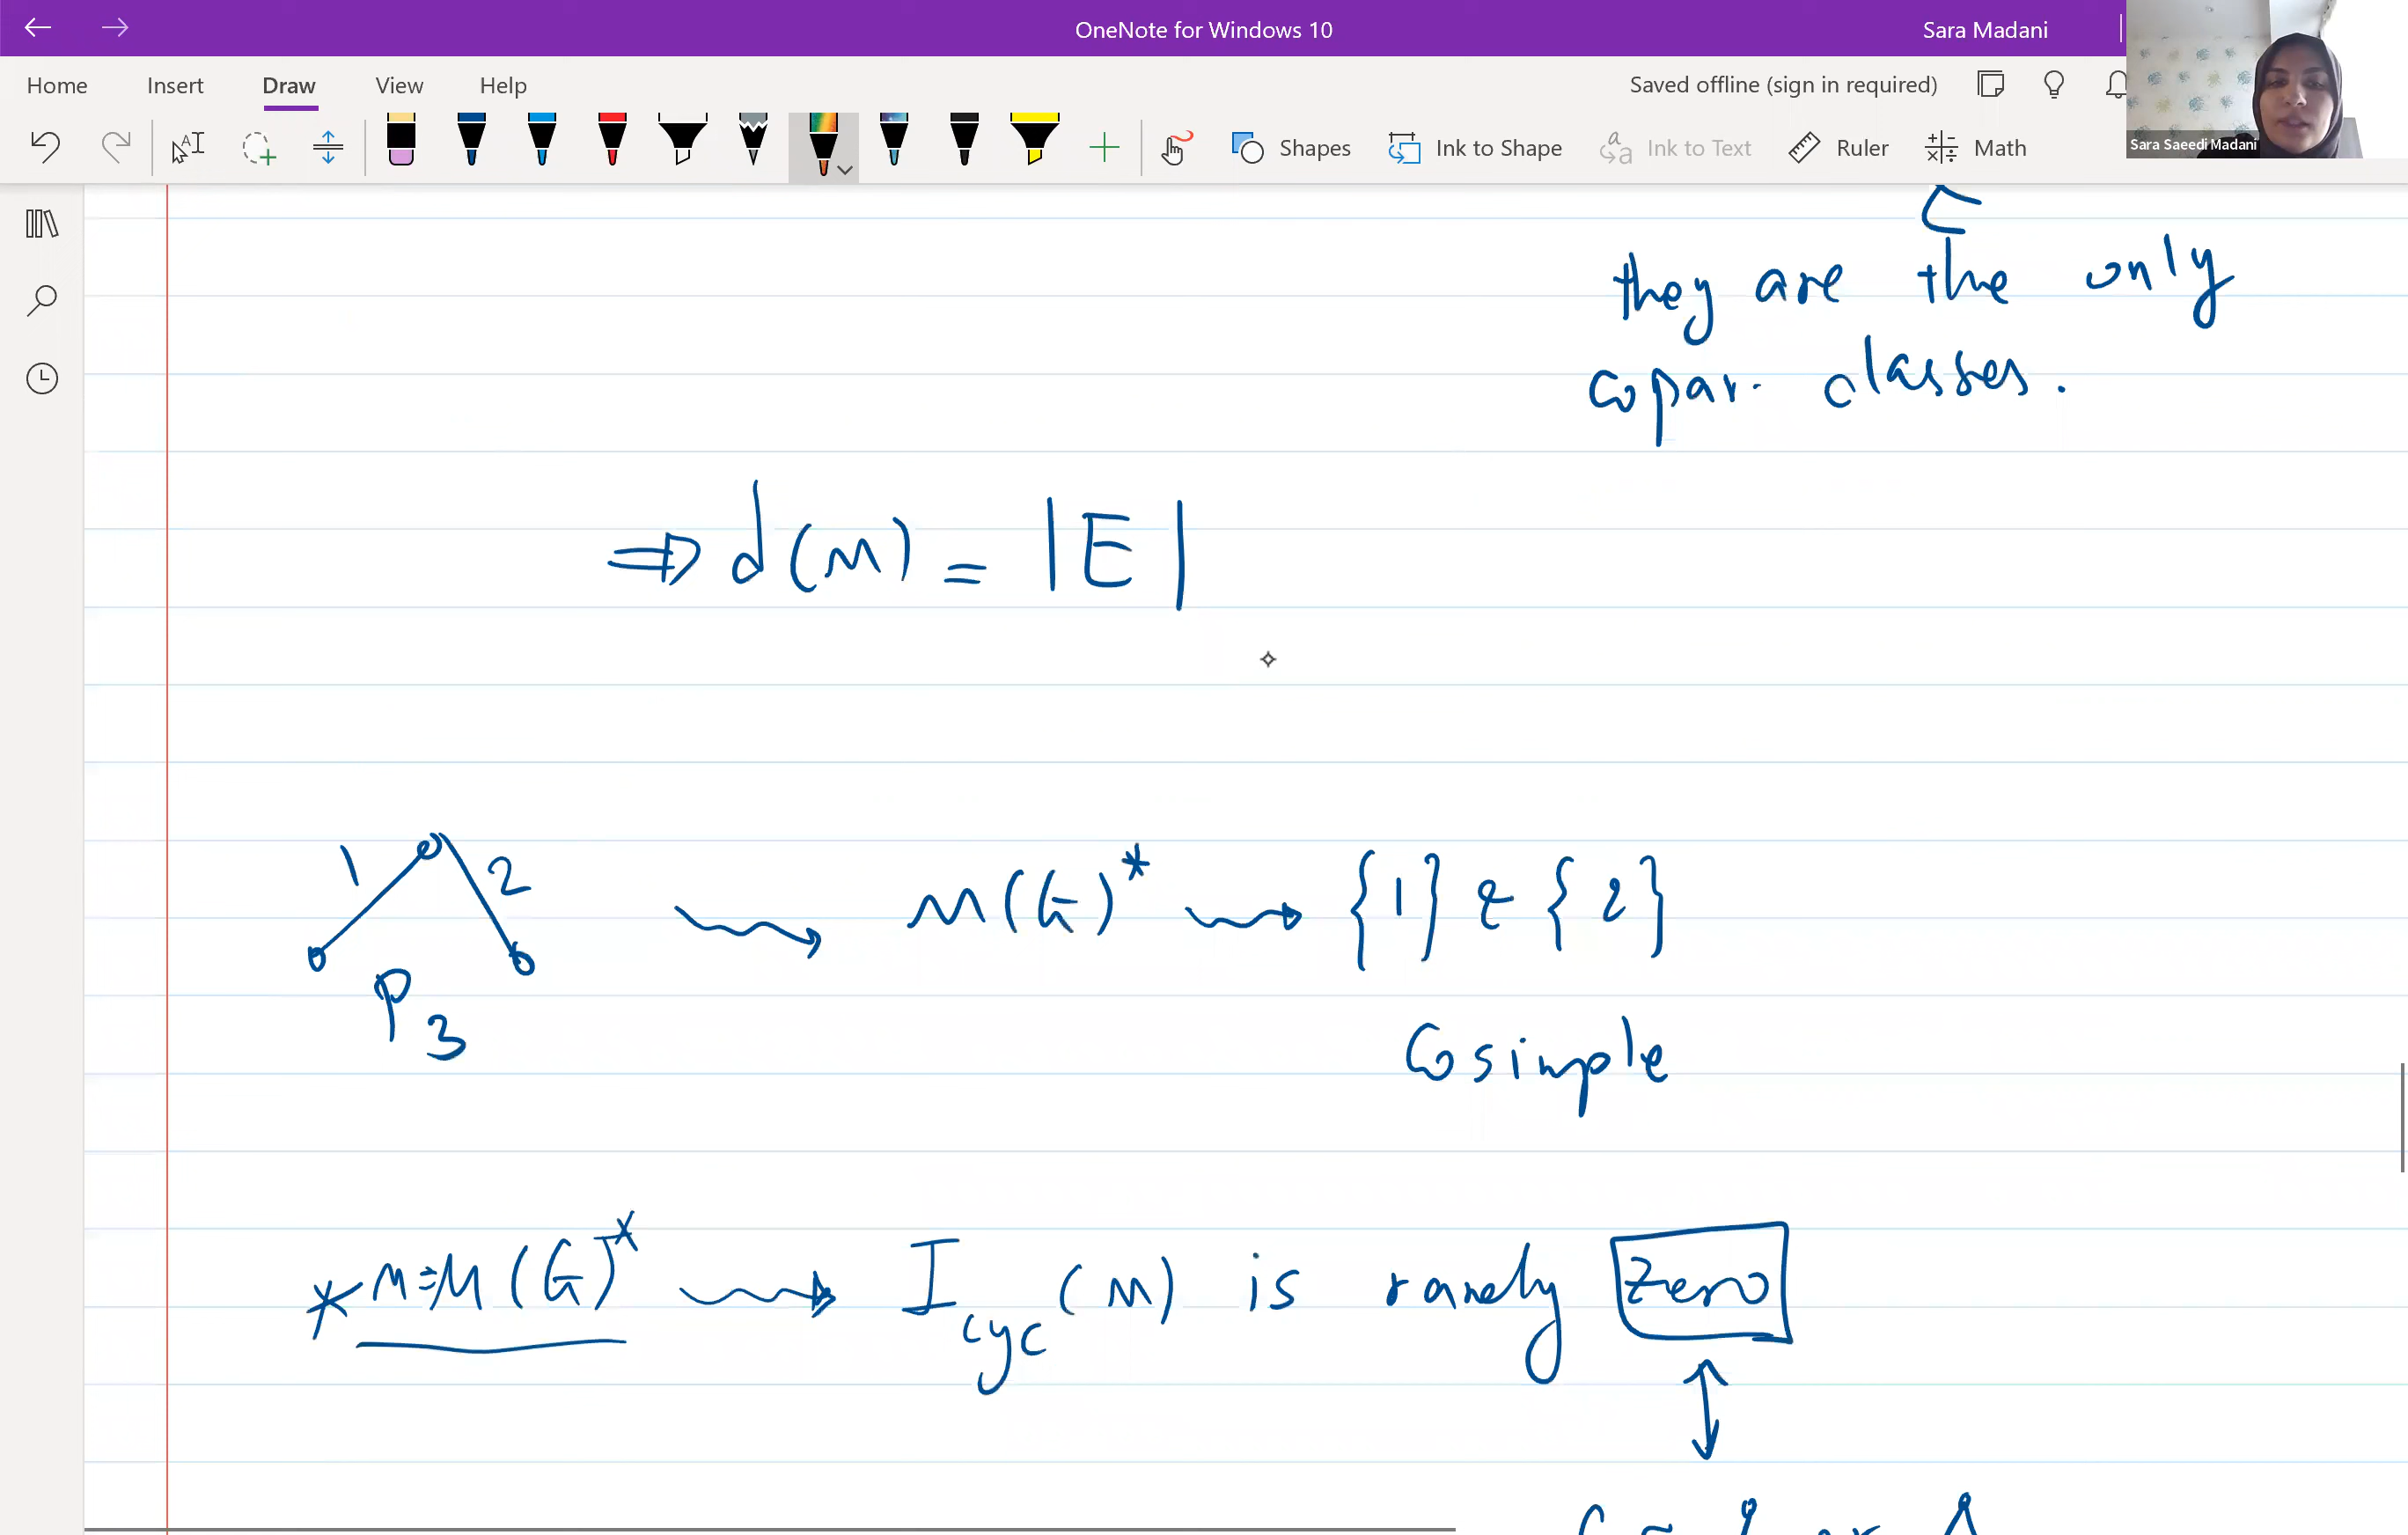 OneNote for Windows 10
Sara Madani
Home Insert Draw View Help
Saved offline (sign in required)
Shapes Ink to Shape Ink to Text Ruler Math
Sara Saeedi Madani
they are the only
copar. classes.
⇒ d(M) = |E|
1 2
P₃
M(G)* ⇝ {1} & {2}
Cosimple
* M=M(G)* ⇝ I_cyc (M) is rarely zero